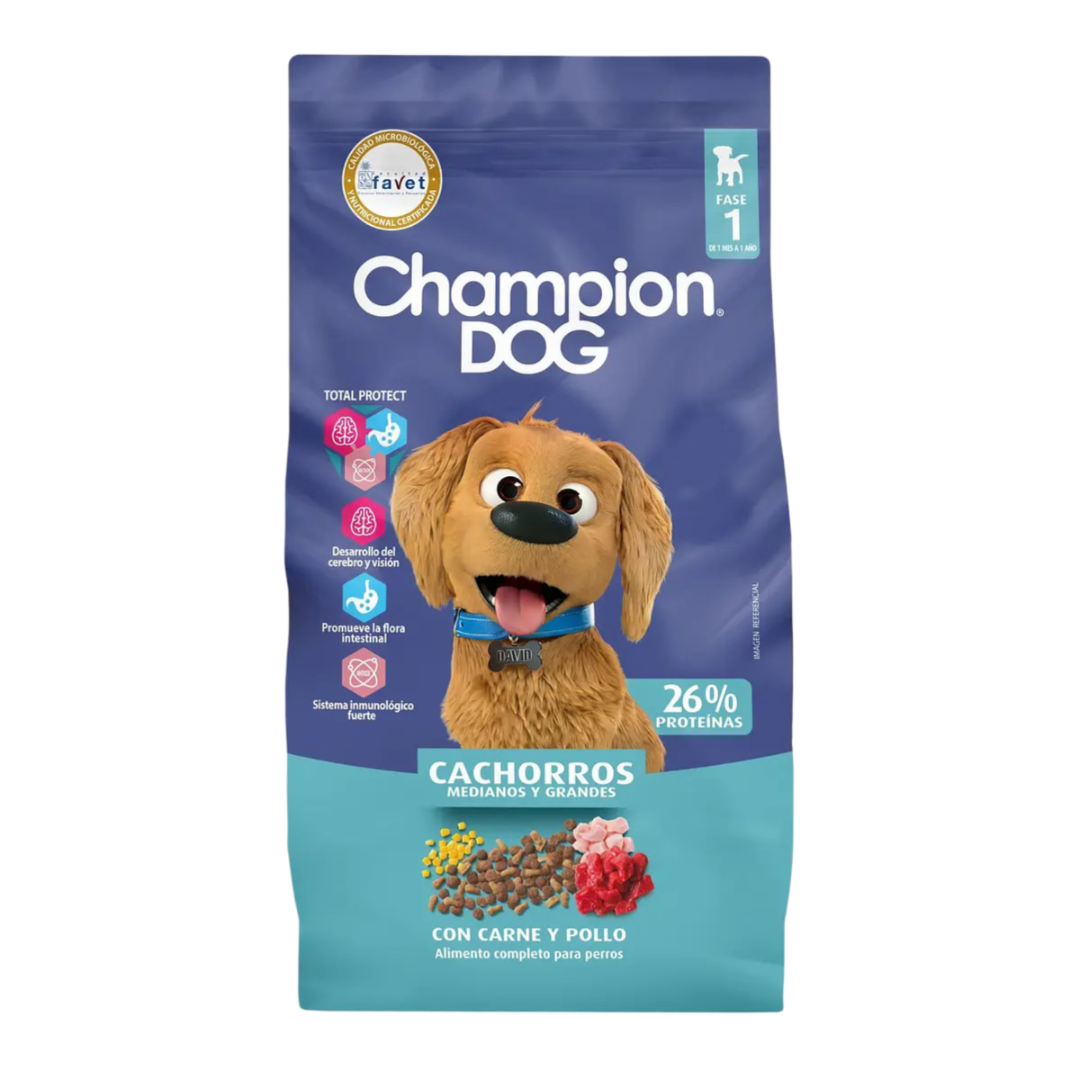 CALIDAD MICROBIOLÓGICA
favet
Y NUTRICIONAL CERTIFICADA
FASE
1
DE 1 MES A 1 AÑO
Champion®
DOG
TOTAL PROTECT
Desarrollo del
cerebro y visión
Promueve la flora
intestinal
Sistema inmunológico
fuerte
DAVID
IMAGEN REFERENCIAL
26%
PROTEÍNAS
CACHORROS
MEDIANOS Y GRANDES
CON CARNE Y POLLO
Alimento completo para perros